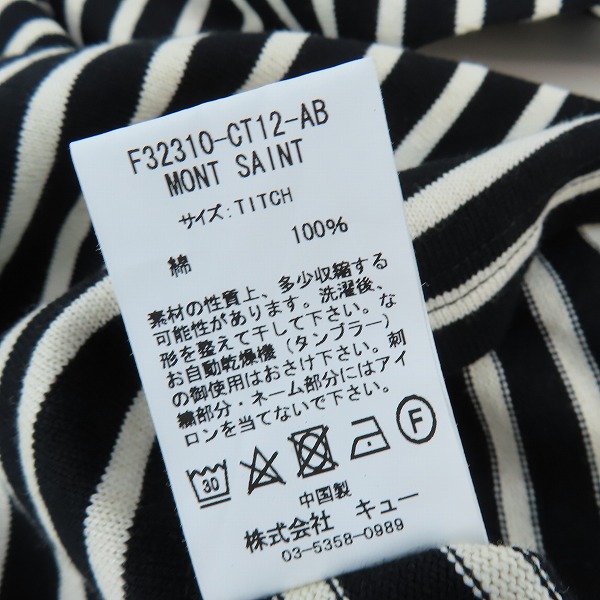 F32310-CT12-AB
MONT SAINT
サイズ:TITCH
綿 100%
素材の性質上、多少収縮する
可能性があります。洗濯後、
形を整えて干して下さい。な
お自動乾燥機（タンブラー）
の御使用はおさけ下さい。刺
繍部分・ネーム部分にはアイ
ロンを当てないで下さい。
30
F
中国製
株式会社 キュー
03-5358-0989